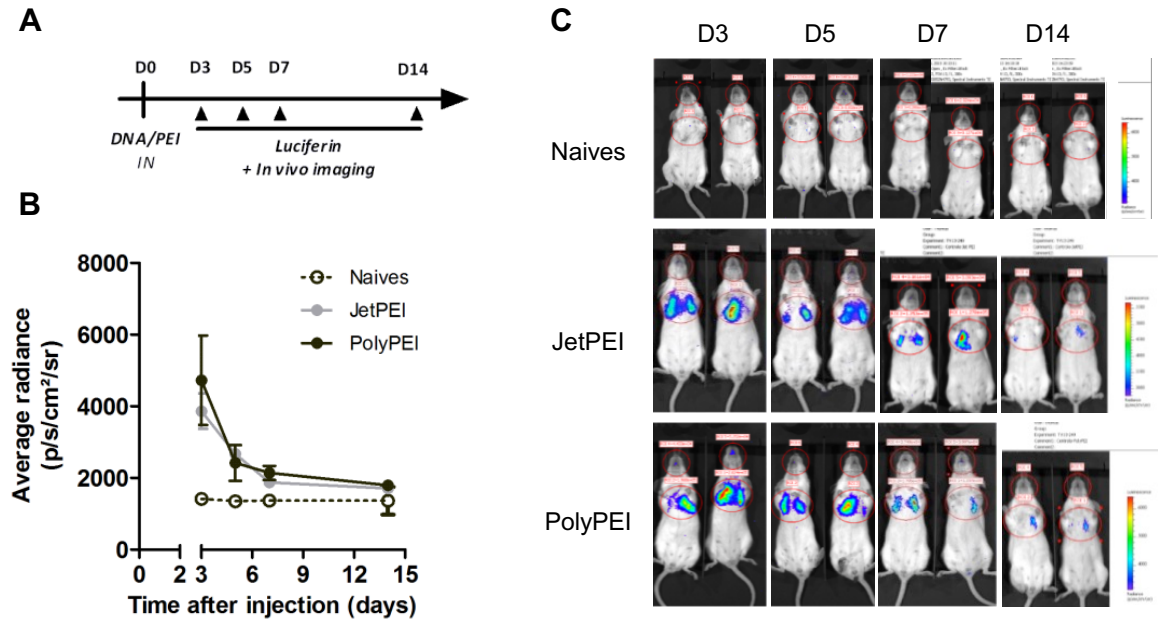 A
D0 D3 D5 D7 D14
DNA/PEI
IN
Luciferin
+ In vivo imaging
B
Average radiance
(p/s/cm²/sr)
8000
6000
4000
2000
0
Naives
JetPEI
PolyPEI
0 2 3 6 9 12 15
Time after injection (days)
C
D3 D5 D7 D14
Naives
JetPEI
PolyPEI